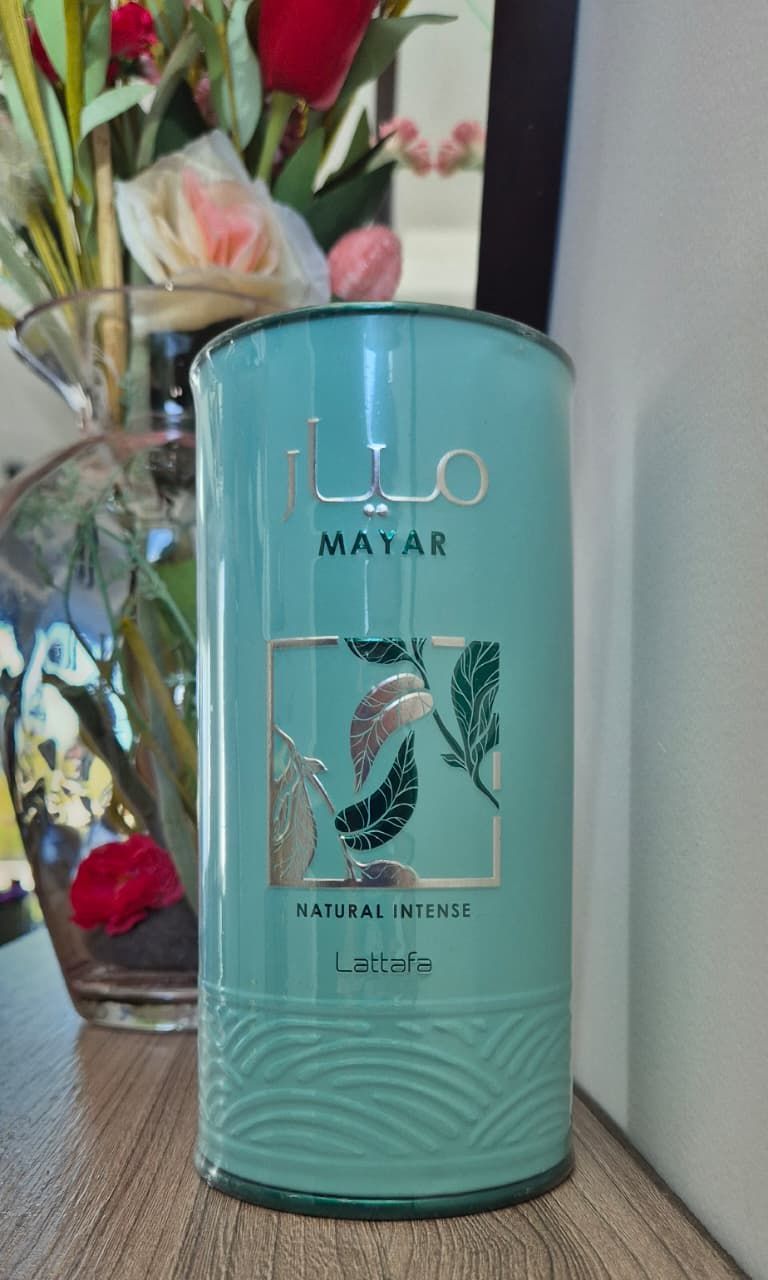 ميار
MAYAR
NATURAL INTENSE
Lattafa